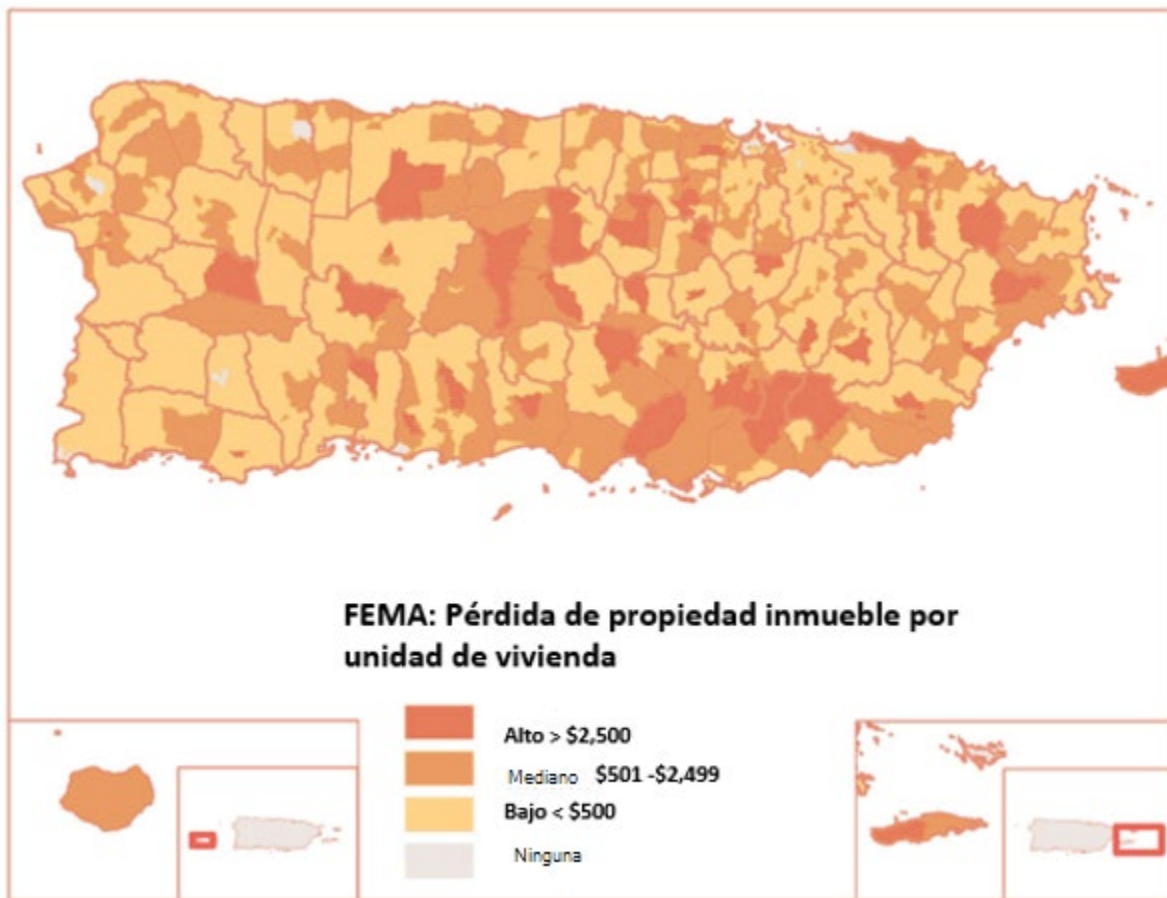 FEMA: Pérdida de propiedad inmueble por
unidad de vivienda
Alto > $2,500
Mediano $501 -$2,499
Bajo < $500
Ninguna